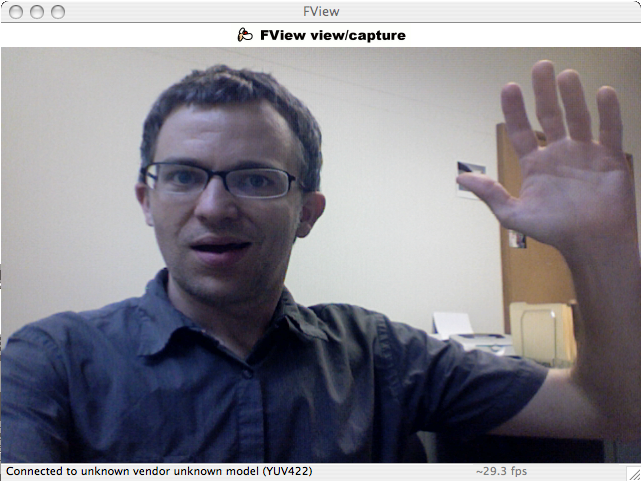 FView
FView view/capture
Connected to unknown vendor unknown model (YUV422) ~29.3 fps